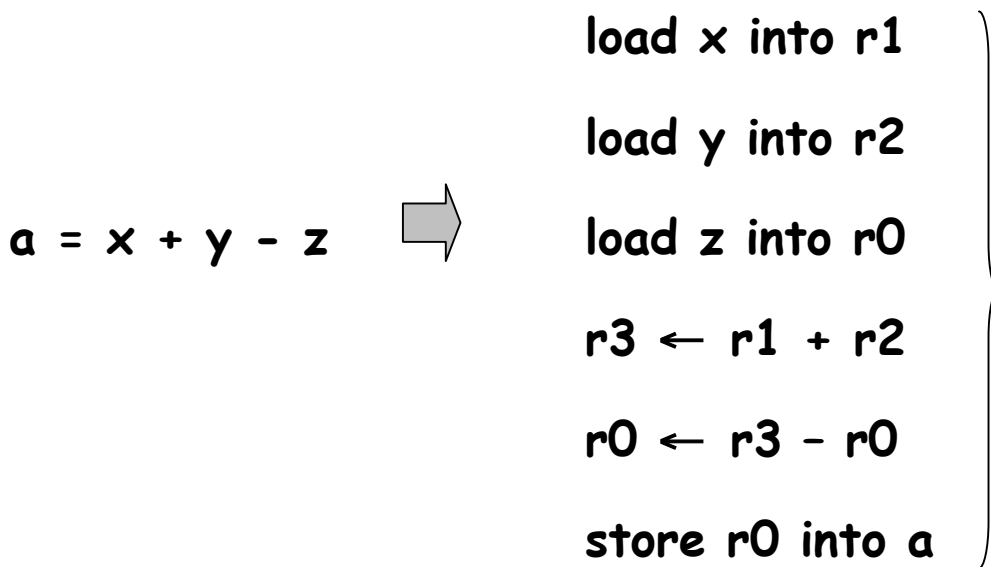 load x into r1
load y into r2
a = x + y - z
load z into r0
r3 ← r1 + r2
r0 ← r3 - r0
store r0 into a